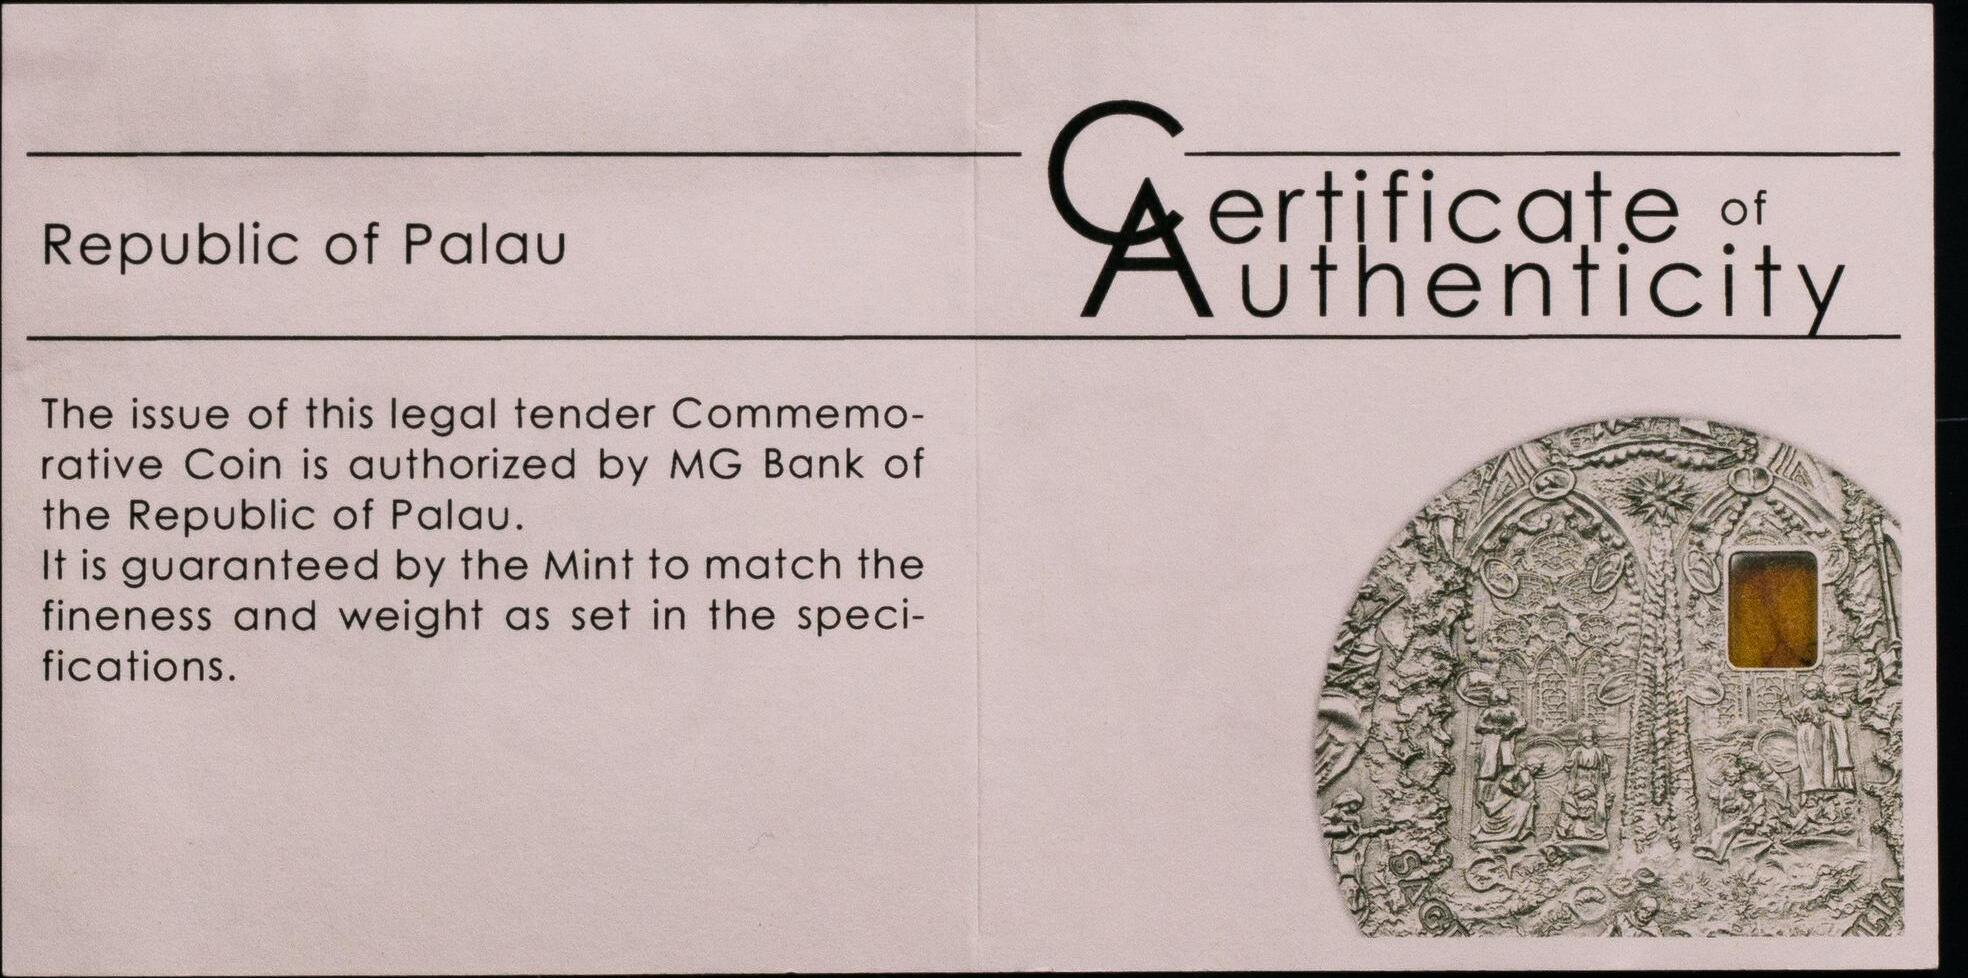 Republic of Palau
Certificate of
Authenticity
The issue of this legal tender Commemo-
rative Coin is authorized by MG Bank of
the Republic of Palau.
It is guaranteed by the Mint to match the
fineness and weight as set in the speci-
fications.